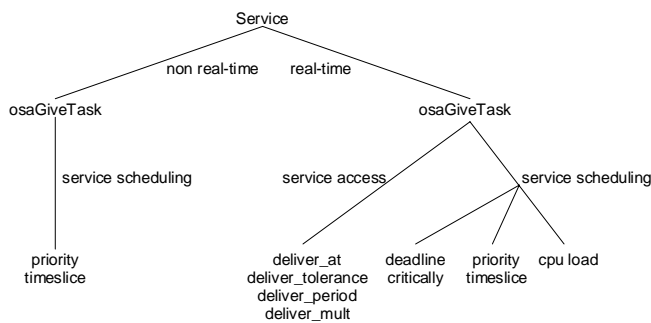 Service
non real-time real-time
osaGiveTask osaGiveTask
service scheduling service access service scheduling
priority deliver_at deadline priority cpu load
timeslice deliver_tolerance critically timeslice
deliver_period
deliver_mult